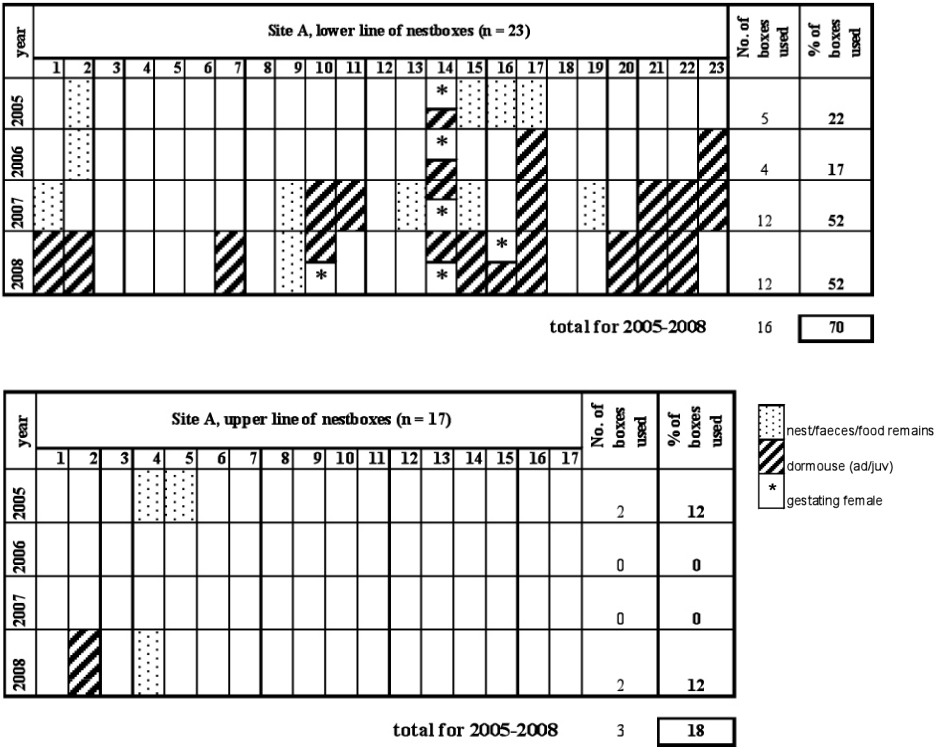 year
Site A, lower line of nestboxes (n = 23)
No. of boxes used
% of boxes used
1 2 3 4 5 6 7 8 9 10 11 12 13 14 15 16 17 18 19 20 21 22 23
2005 * 5 22
2006 * 4 17
2007 * 12 52
2008 * * * 12 52
total for 2005-2008 16 70
year
Site A, upper line of nestboxes (n = 17)
No. of boxes used
% of boxes used
1 2 3 4 5 6 7 8 9 10 11 12 13 14 15 16 17
2005 2 12
2006 0 0
2007 0 0
2008 2 12
total for 2005-2008 3 18
nest/faeces/food remains
dormouse (ad/juv)
* gestating female